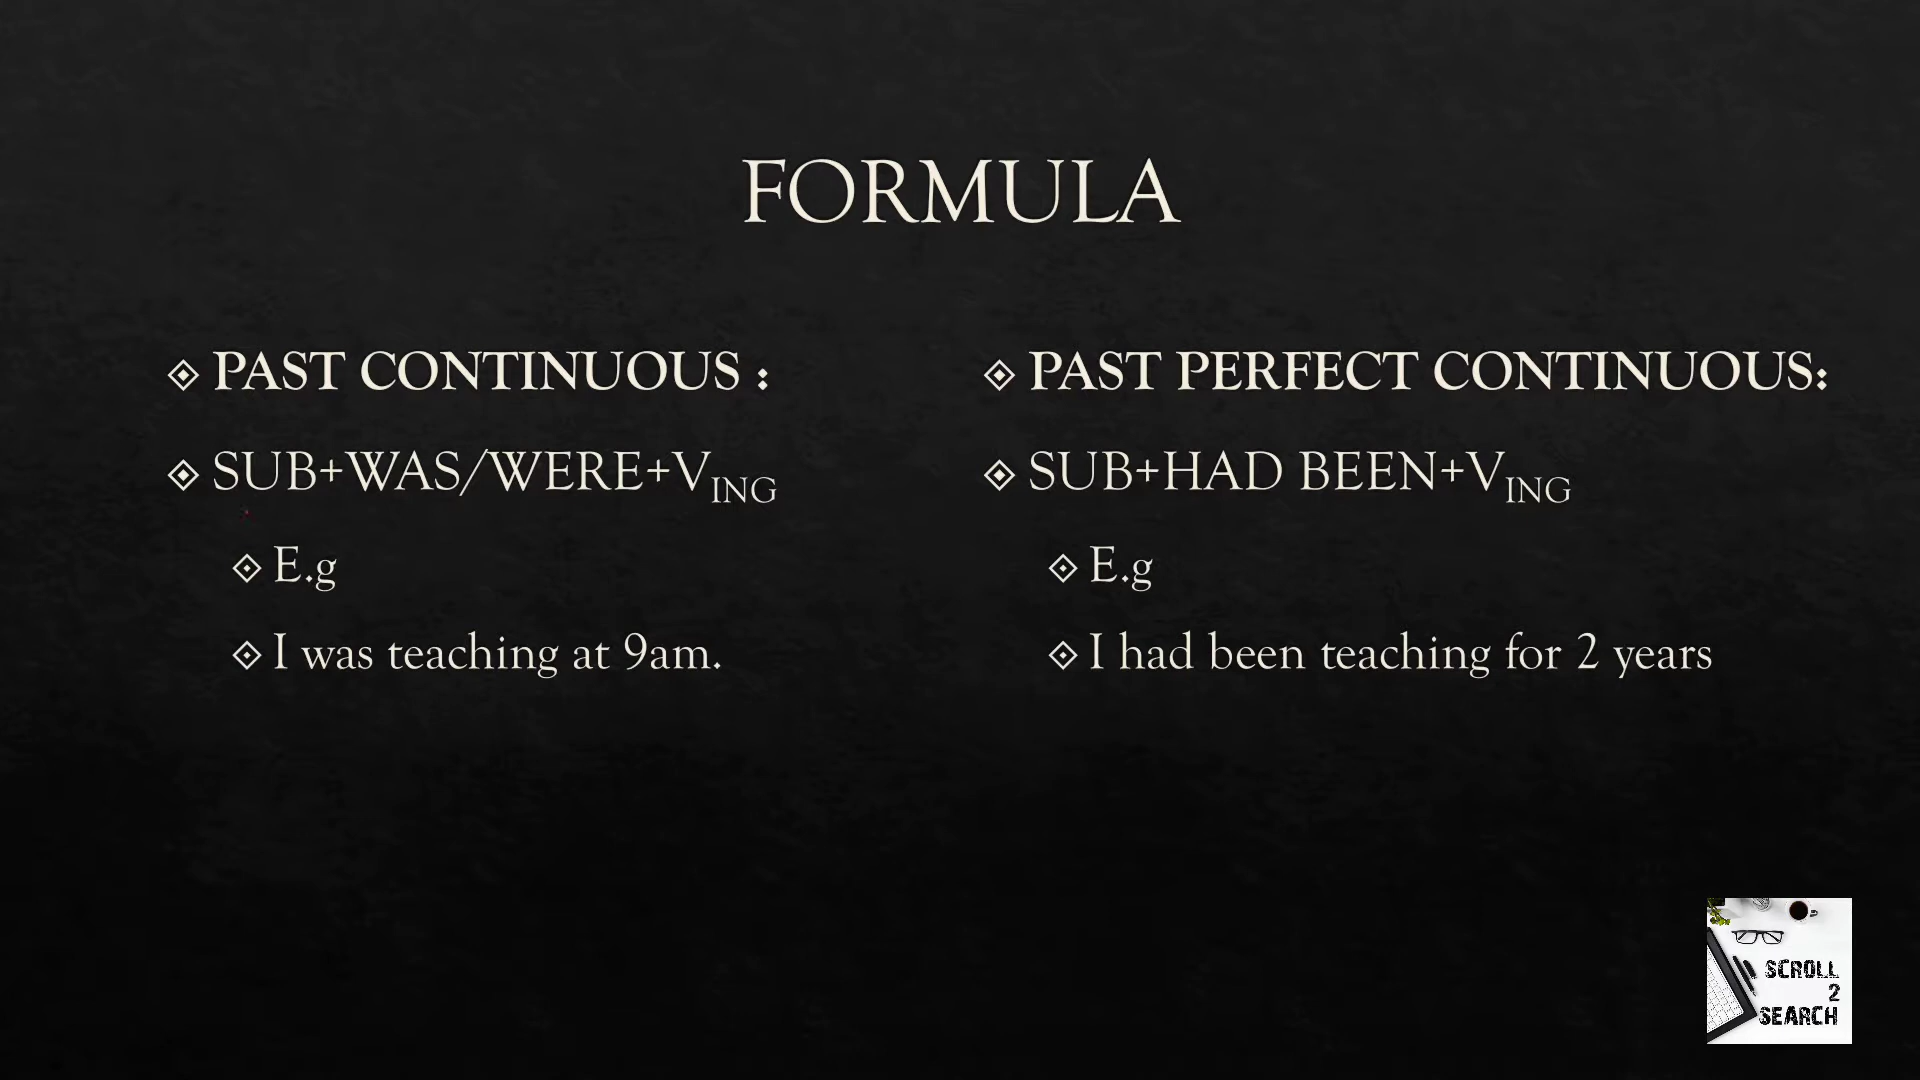 FORMULA
PAST CONTINUOUS :
SUB+WAS/WERE+VING
E.g
I was teaching at 9am.
PAST PERFECT CONTINUOUS:
SUB+HAD BEEN+VING
E.g
I had been teaching for 2 years
SCROLL
2
SEARCH